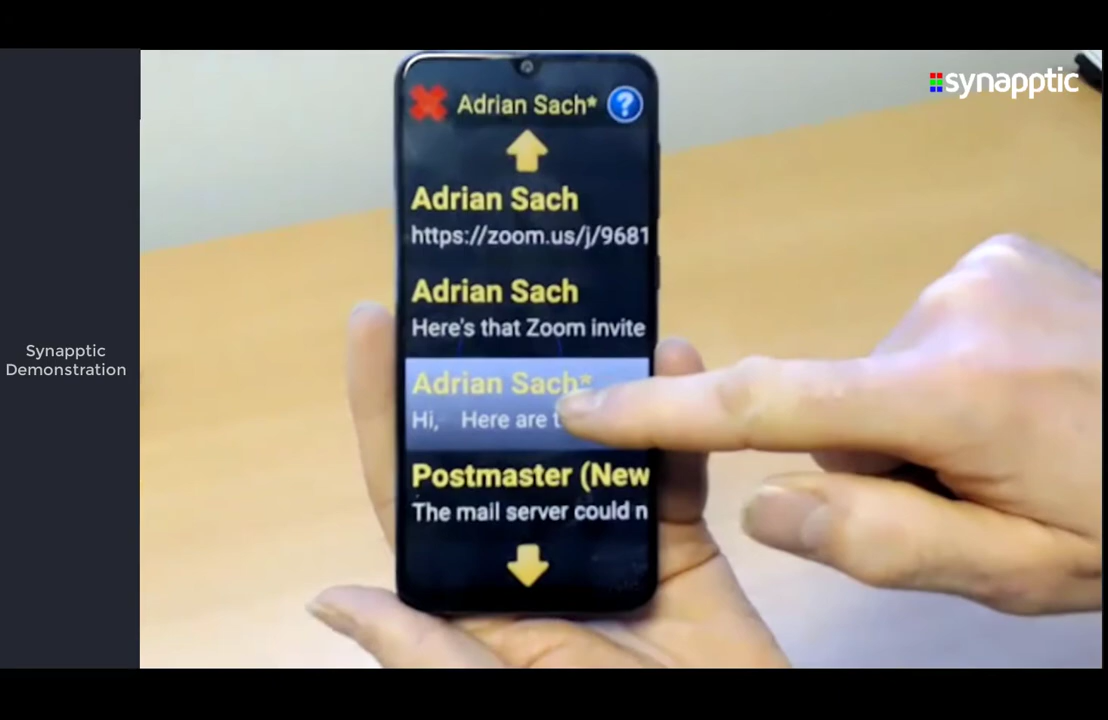 synapptic
Adrian Sach*
?
Adrian Sach
https://zoom.us/j/9681
Adrian Sach
Here's that Zoom invite
Adrian Sach*
Hi, Here are t
Postmaster (New
The mail server could n
Synapptic
Demonstration